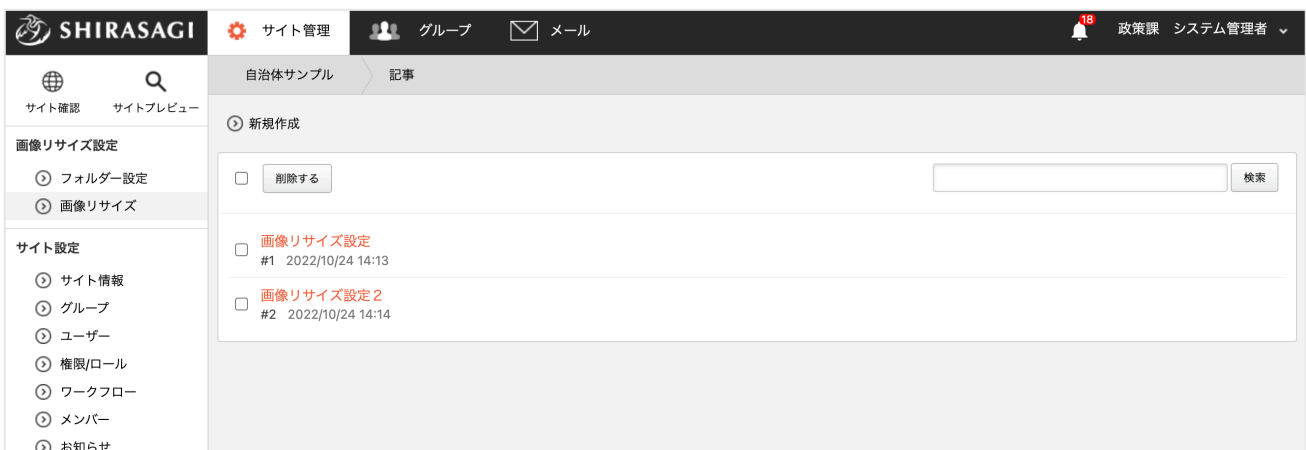 SHIRASAGI
サイト管理
グループ
メール
18
政策課 システム管理者
サイト確認
サイトプレビュー
自治体サンプル
記事
画像リサイズ設定
フォルダー設定
画像リサイズ
サイト設定
サイト情報
グループ
ユーザー
権限/ロール
ワークフロー
メンバー
お知らせ
新規作成
削除する
検索
画像リサイズ設定
#1 2022/10/24 14:13
画像リサイズ設定２
#2 2022/10/24 14:14